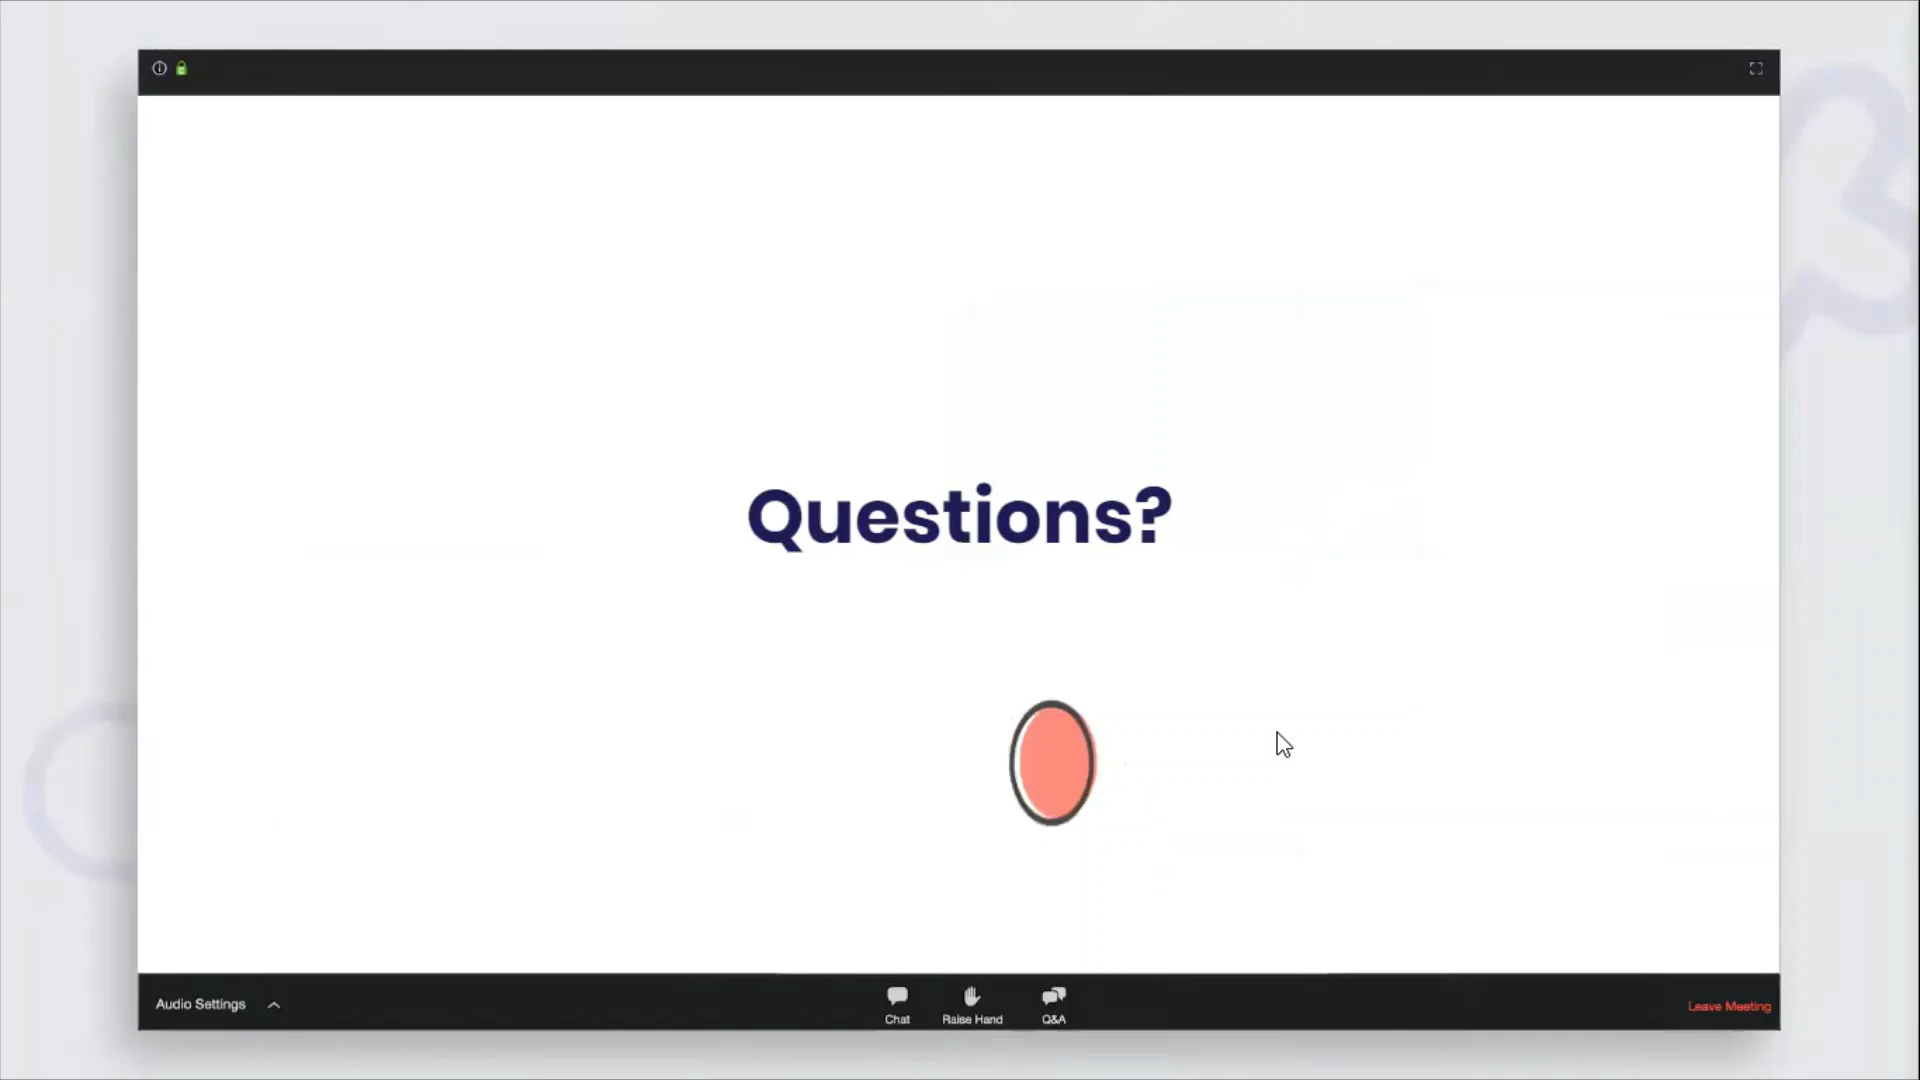 Questions?
Audio Settings
Chat
Raise Hand
Q&A
Leave Meeting